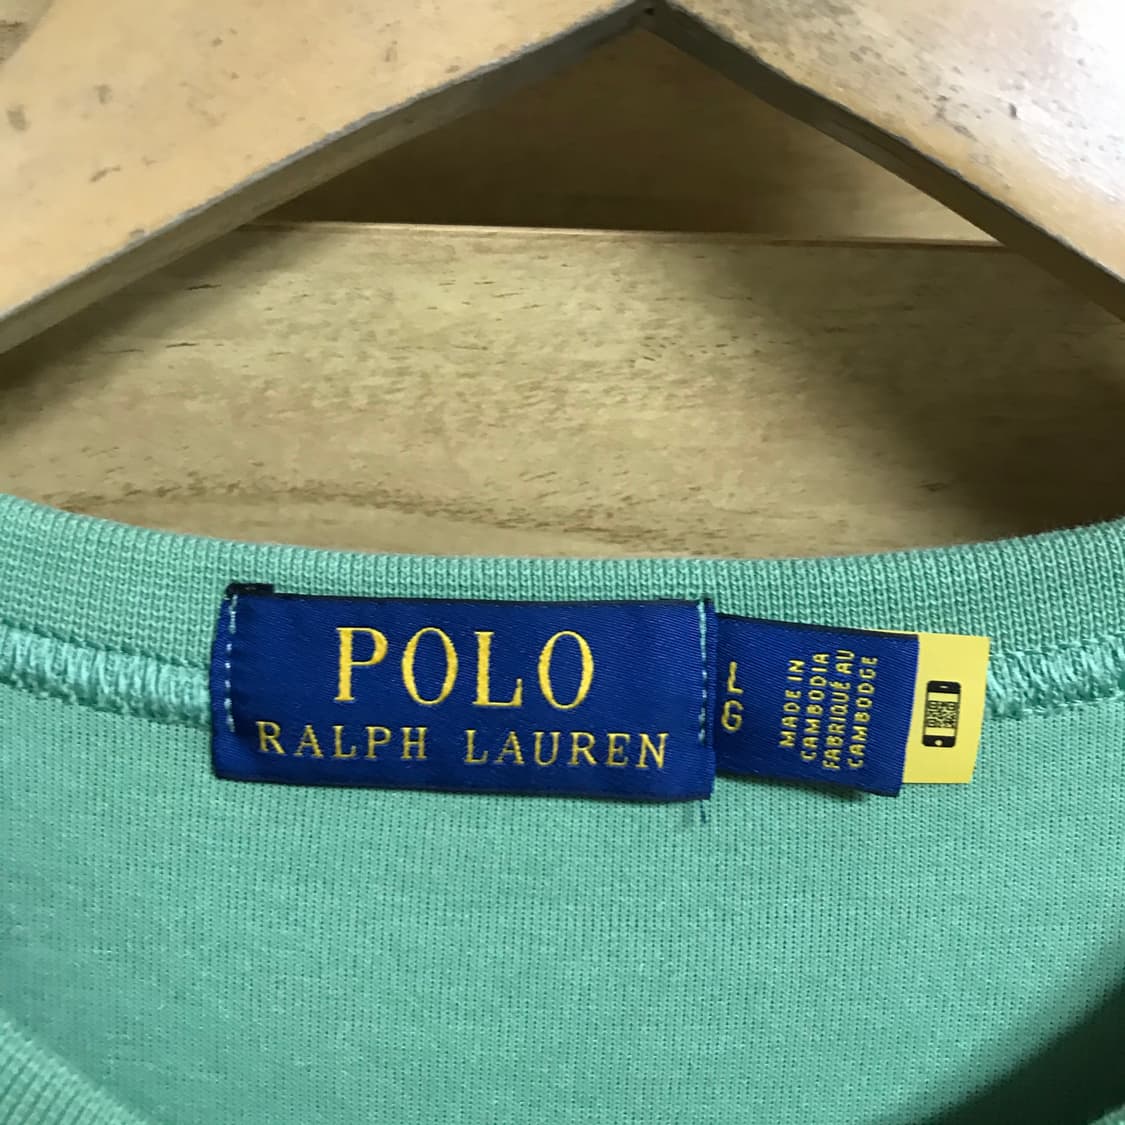 POLO
RALPH LAUREN
L
G
MADE IN
CAMBODIA
FABRIQUÉ AU
CAMBODGE